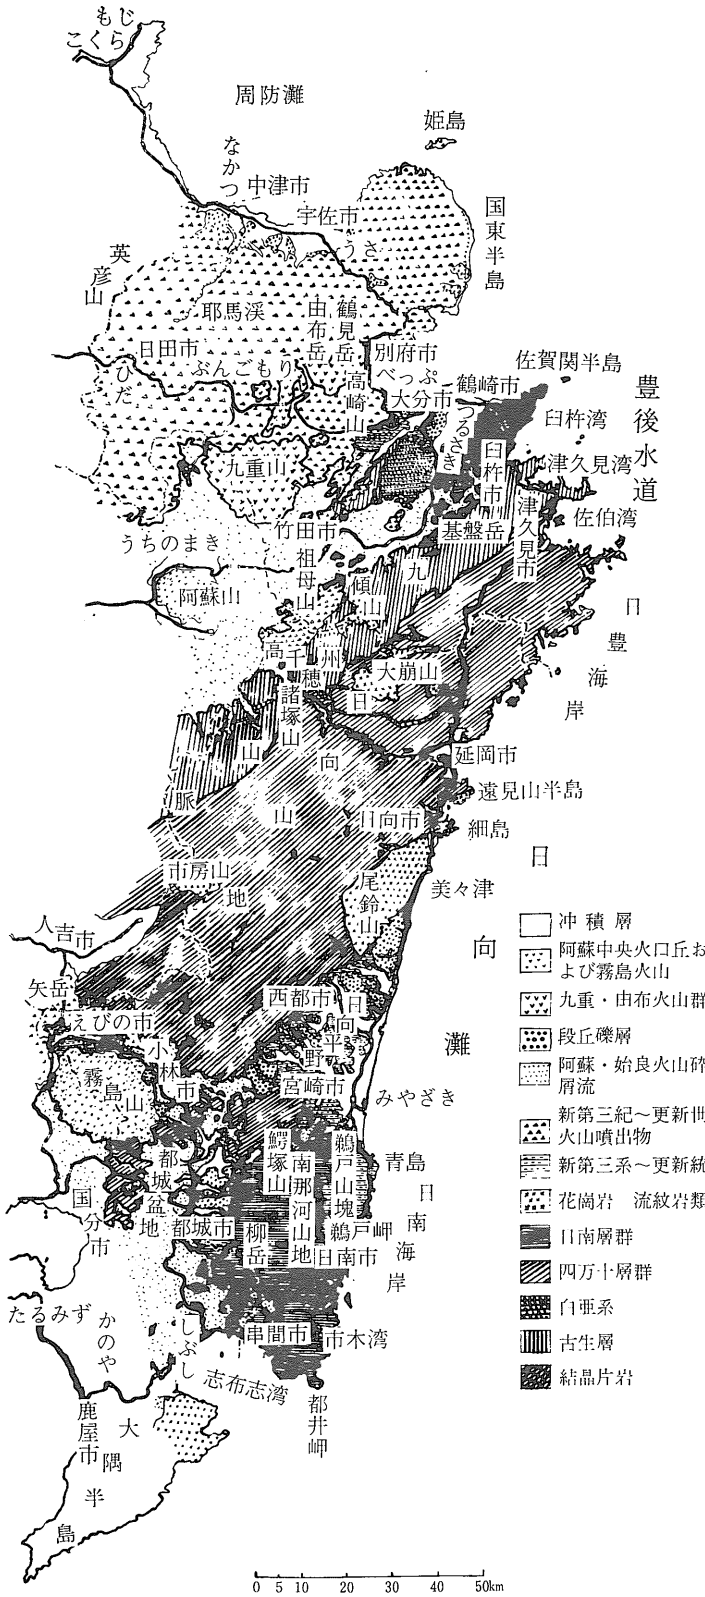 もじ
こくら
周防灘
姫島
なかつ
中津市
宇佐市
うさ
国東半島
英彦山
耶馬渓
由布岳
鶴見岳
日田市
ひだ
ぶんごもり
別府市
べっぷ
高崎山
大分市
鶴崎市
つるさき
佐賀関半島
豊後水道
臼杵湾
臼杵市
津久見湾
九重山
津久見市
佐伯湾
基盤岳
竹田市
うちのまき
祖母山
阿蘇山
傾山
九州山脈
日豊海岸
高千穂
大崩山
諸塚山
日向山地
延岡市
遠見山半島
日向市
細島
市房山
尾鈴山
美々津
日向灘
人吉市
矢岳
えびの市
西都市
日向平野
小林市
霧島山
宮崎市
みやざき
鰐塚山
南那河山地
鵜戸山塊
青島
都城盆地
国分市
都城市
柳岳
鵜戸岬
日南市
日南海岸
たるみず
かのや
しぶし
串間市
市木湾
志布志湾
都井岬
鹿屋市
大隅半島
冲積層
阿蘇中央火口丘お
よび霧島火山
九重・由布火山群
段丘礫層
阿蘇・姶良火山砕
屑流
新第三紀〜更新世
火山噴出物
新第三系〜更新統
花崗岩 流紋岩類
日南層群
四万十層群
白亜系
古生層
結晶片岩
0 5 10 20 30 40 50km